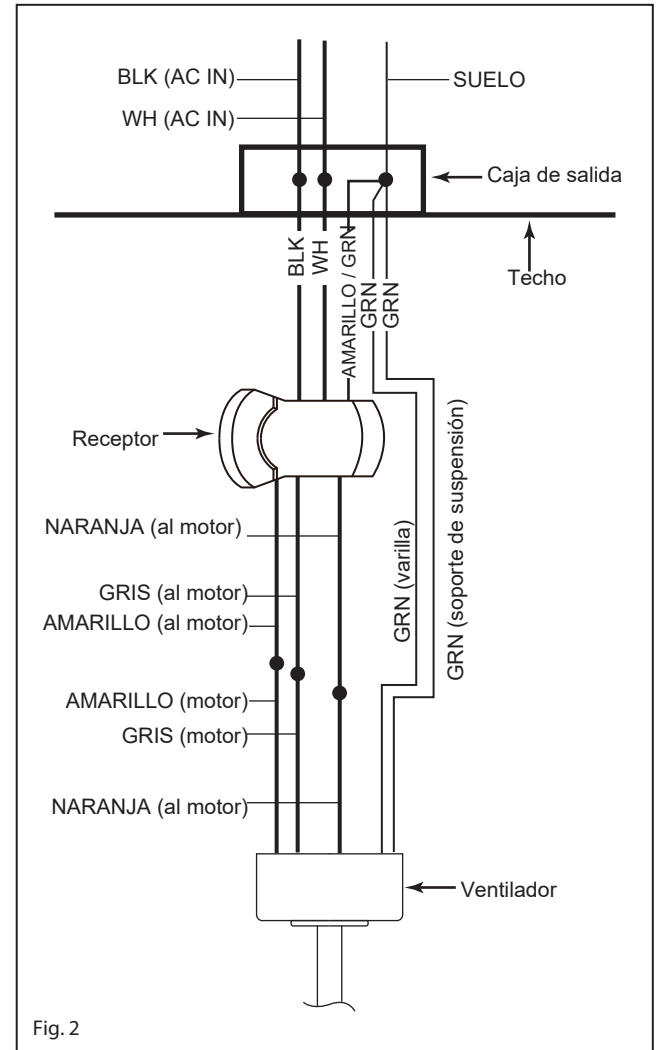 BLK (AC IN)
SUELO
WH (AC IN)
Caja de salida
BLK
WH
AMARILLO / GRN
GRN
GRN
Techo
Receptor
NARANJA (al motor)
GRN (varilla)
GRN (soporte de suspensión)
GRIS (al motor)
AMARILLO (al motor)
AMARILLO (motor)
GRIS (motor)
NARANJA (al motor)
Ventilador
Fig. 2